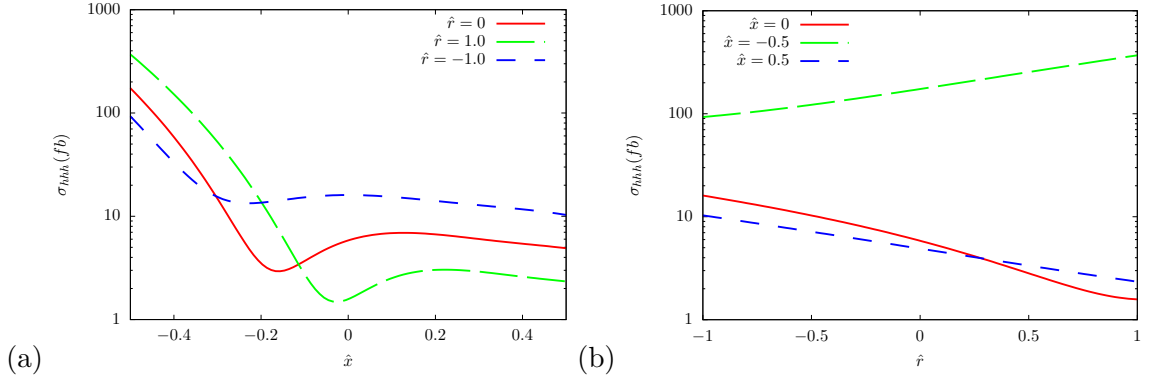 1000
100
10
1
σhhh(fb)
−0.4 −0.2 0 0.2 0.4
x̂
r̂ = 0
r̂ = 1.0
r̂ = −1.0
(a)
1000
100
10
1
σhhh(fb)
−1 −0.5 0 0.5 1
r̂
x̂ = 0
x̂ = −0.5
x̂ = 0.5
(b)